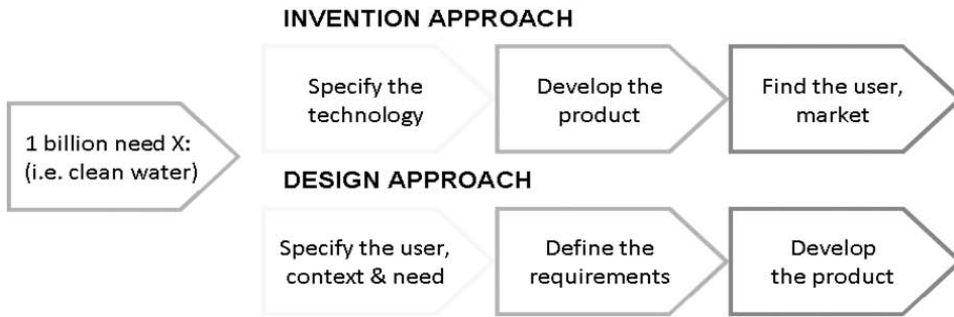 INVENTION APPROACH
Specify the
technology
Develop the
product
Find the user,
market
1 billion need X:
(i.e. clean water)
DESIGN APPROACH
Specify the user,
context & need
Define the
requirements
Develop
the product